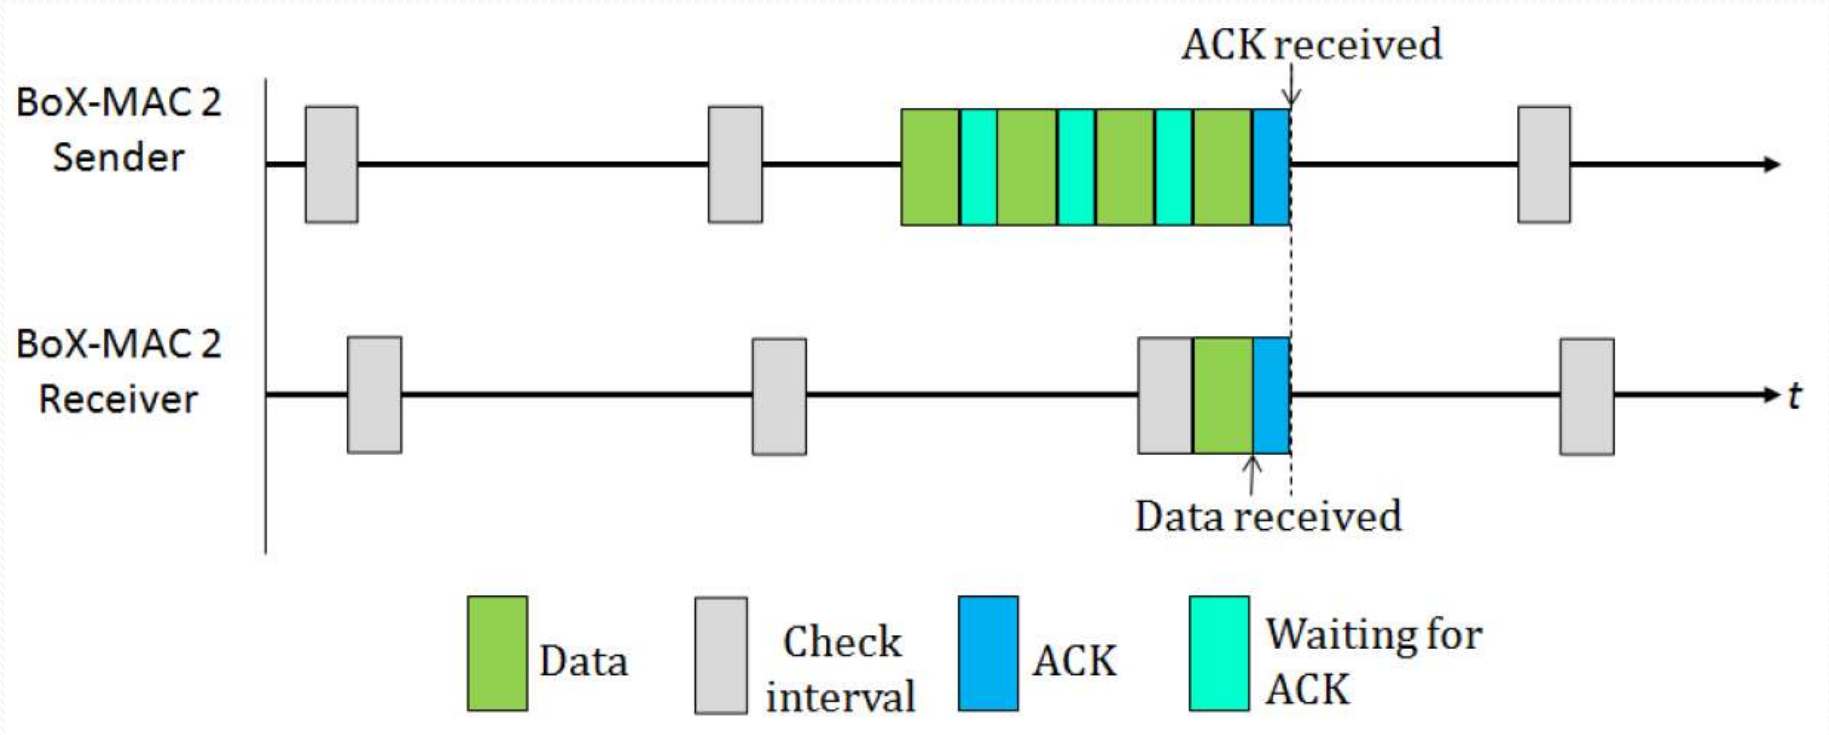 ACK received
BoX-MAC 2
Sender
BoX-MAC 2
Receiver
t
Data received
Data
Check
interval
ACK
Waiting for
ACK